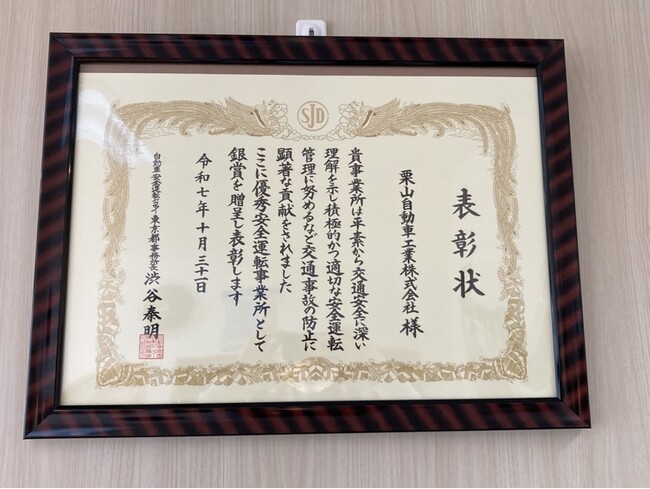 SJD
表彰状
栗山自動車工業株式会社 様
貴事業所は平素から交通安全に深い
理解を示し積極的かつ適切な安全運転
管理に努めるなど交通事故の防止に
顕著な貢献をされました
ここに優秀安全運転事業所として
銀賞を贈呈し表彰します
令和七年十月三十一日
自動車安全運転センター東京都事務所長 渋谷泰明